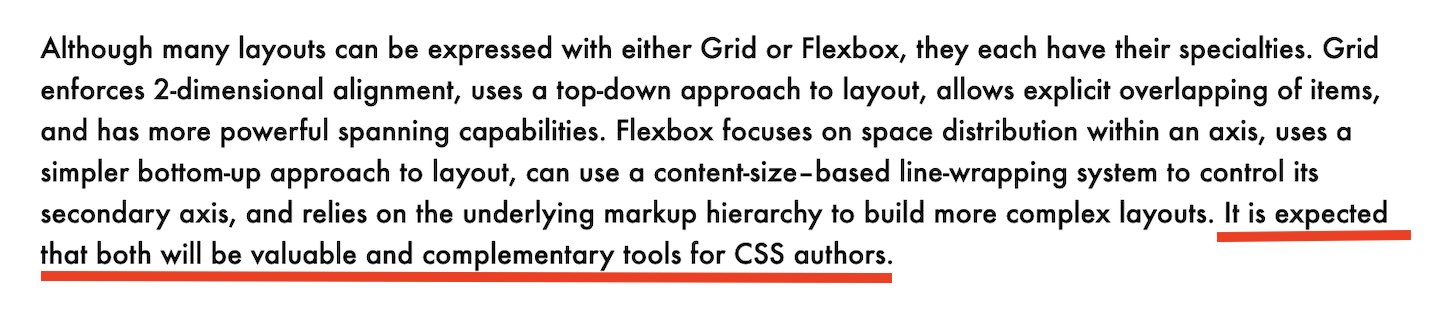 Although many layouts can be expressed with either Grid or Flexbox, they each have their specialties. Grid
enforces 2-dimensional alignment, uses a top-down approach to layout, allows explicit overlapping of items,
and has more powerful spanning capabilities. Flexbox focuses on space distribution within an axis, uses a
simpler bottom-up approach to layout, can use a content-size–based line-wrapping system to control its
secondary axis, and relies on the underlying markup hierarchy to build more complex layouts. It is expected
that both will be valuable and complementary tools for CSS authors.